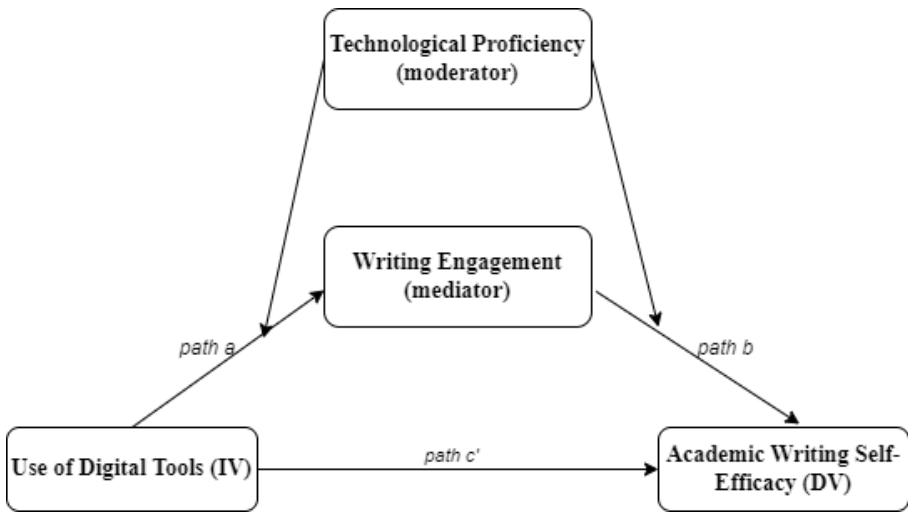 Technological Proficiency
(moderator)
Writing Engagement
(mediator)
path a
path b
Use of Digital Tools (IV)
path c'
Academic Writing Self-
Efficacy (DV)